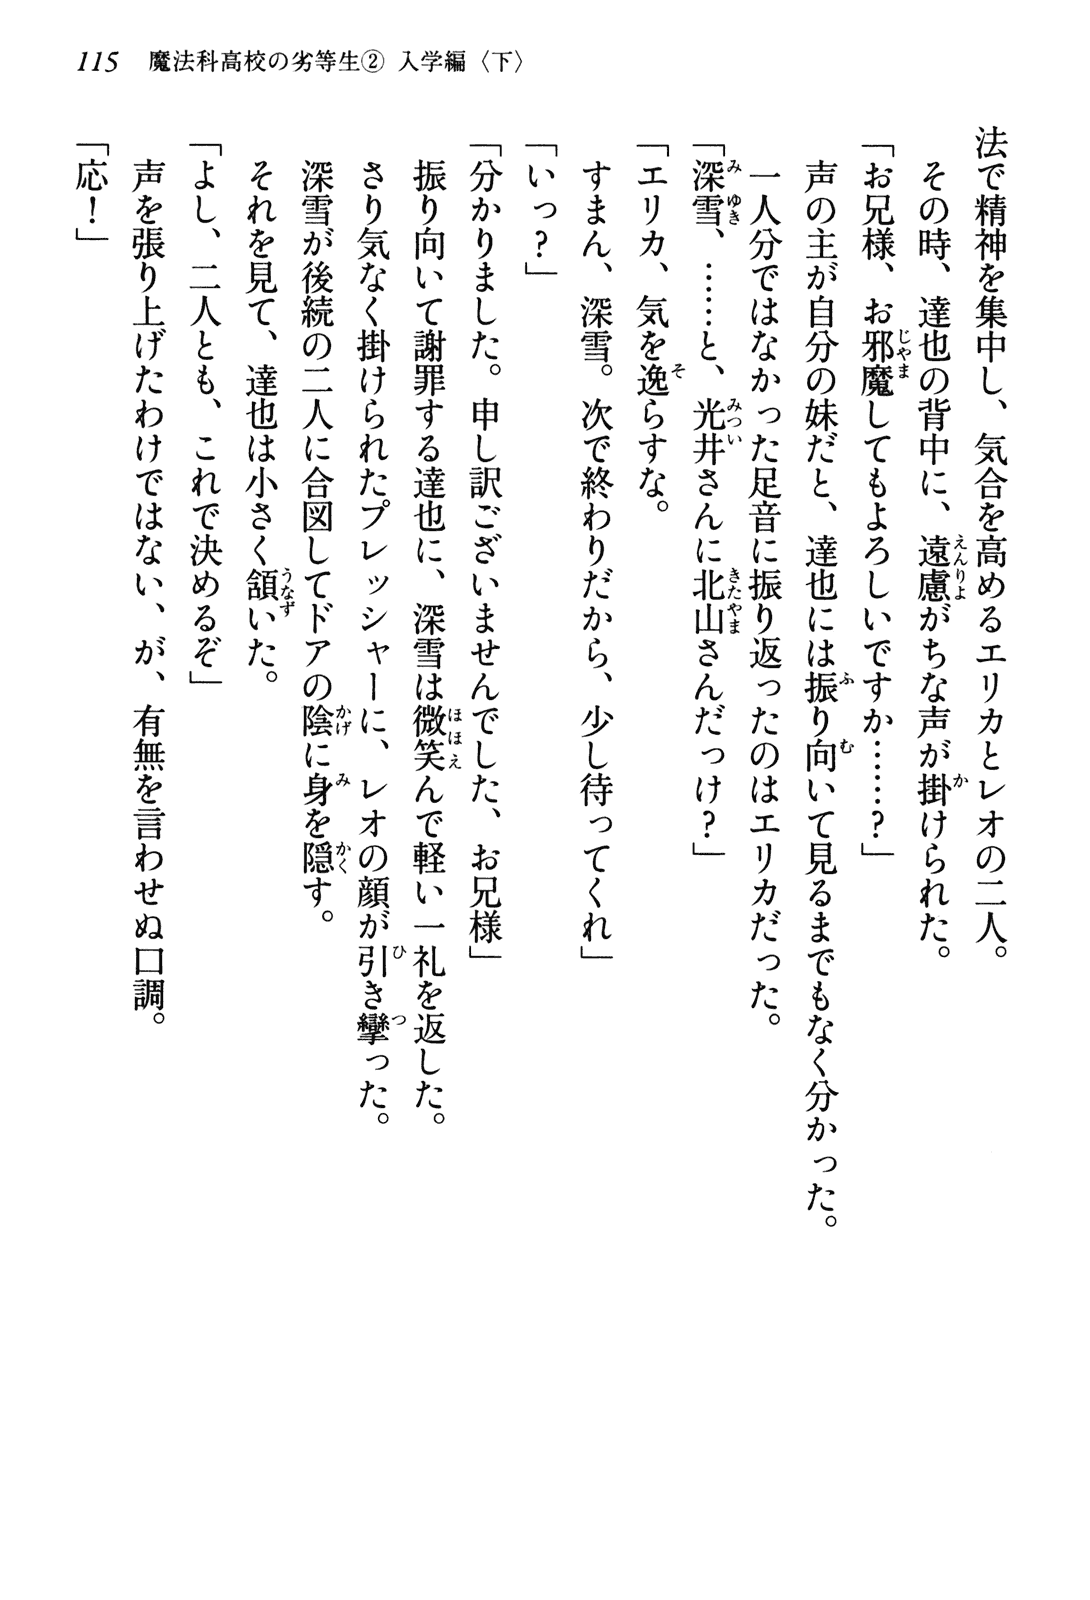 115 魔法科高校の劣等生② 入学編〈下〉
法で精神を集中し、気合を高めるエリカとレオの二人。
その時、達也の背中に、遠慮がちな声が掛けられた。
「お兄様、お邪魔してもよろしいですか……？」
声の主が自分の妹だと、達也には振り向いて見るまでもなく分かった。
一人分ではなかった足音に振り返ったのはエリカだった。
「深雪、……と、光井さんに北山さんだっけ？」
「エリカ、気を逸らすな。
すまん、深雪。次で終わりだから、少し待ってくれ」
「いっ？」
「分かりました。申し訳ございませんでした、お兄様」
振り向いて謝罪する達也に、深雪は微笑んで軽い一礼を返した。
さり気なく掛けられたプレッシャーに、レオの顔が引き攣った。
深雪が後続の二人に合図してドアの陰に身を隠す。
それを見て、達也は小さく頷いた。
「よし、二人とも、これで決めるぞ」
声を張り上げたわけではない、が、有無を言わせぬ口調。
「応！」